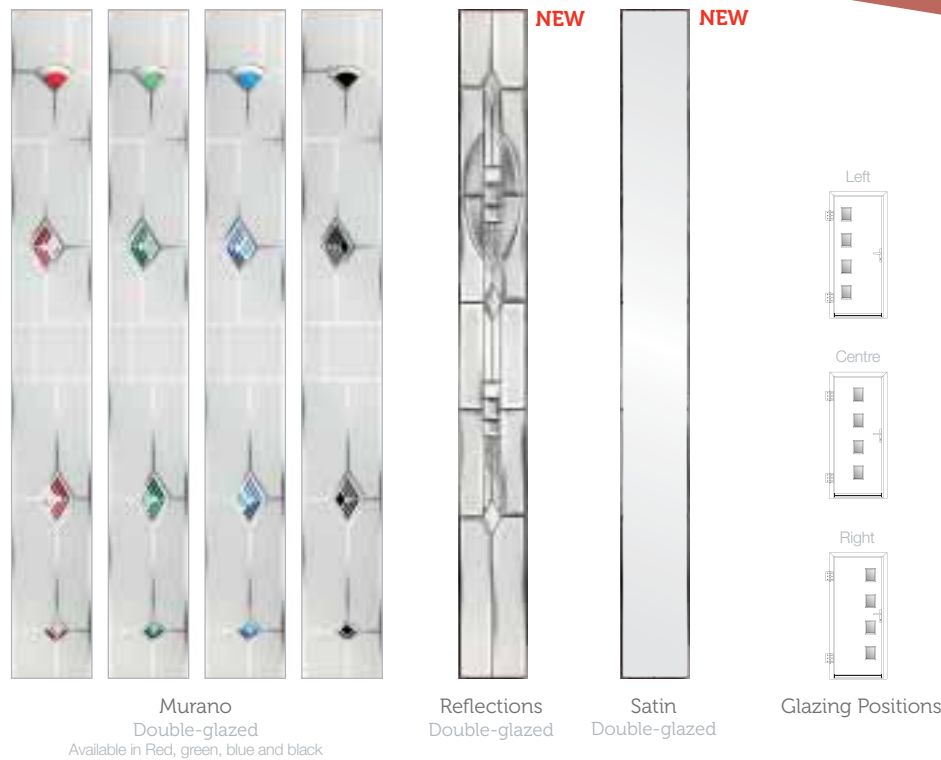 NEW
NEW
Left
Centre
Right
Murano
Double-glazed
Available in Red, green, blue and black
Reflections
Double-glazed
Satin
Double-glazed
Glazing Positions